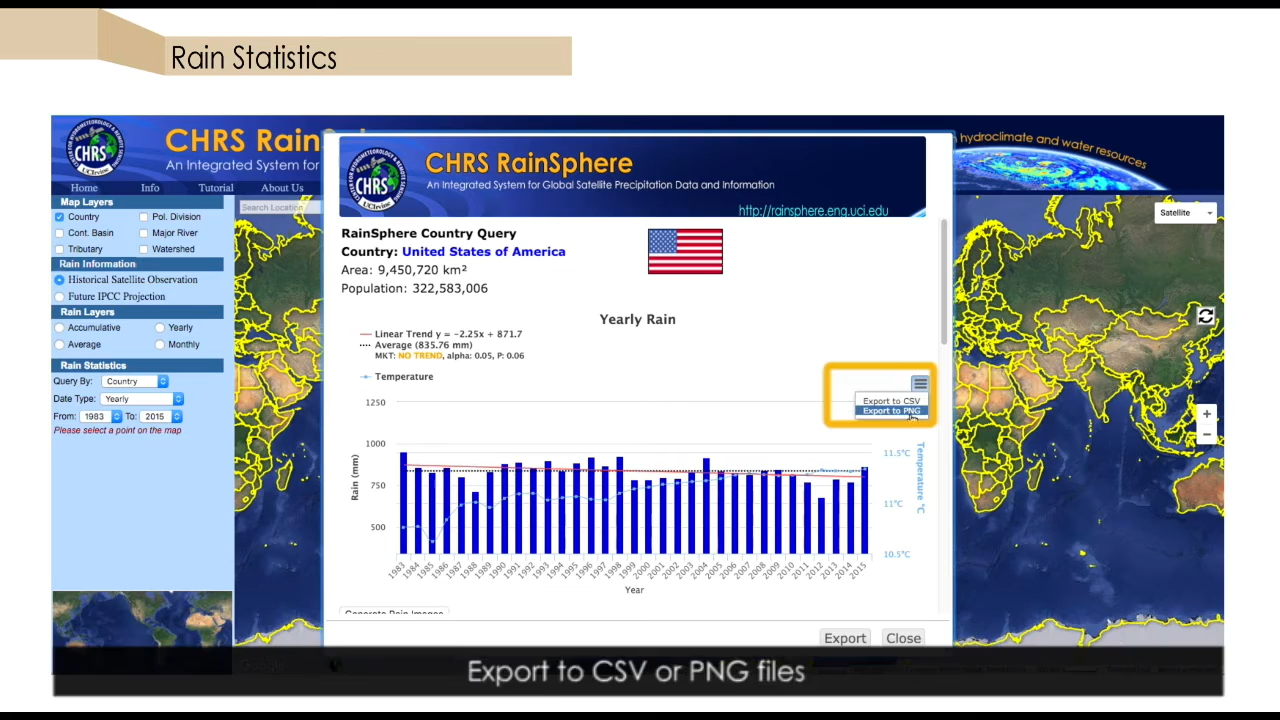 Rain Statistics
CHRS
UCIrvine
CHRS Rain
An Integrated System for
hydroclimate and water resources
Home Info Tutorial About Us
CHRS
UCIrvine
CHRS RainSphere
An Integrated System for Global Satellite Precipitation Data and Information
http://rainsphere.eng.uci.edu
Map Layers
Country Pol. Division
Cont. Basin Major River
Tributary Watershed
Rain Information
Historical Satellite Observation
Future IPCC Projection
Rain Layers
Accumulative Yearly
Average Monthly
Rain Statistics
Query By: Country
Date Type: Yearly
From: 1983 To: 2015
Please select a point on the map
Search Location
Satellite
+
−
RainSphere Country Query
Country: United States of America
Area: 9,450,720 km²
Population: 322,583,006
Yearly Rain
Linear Trend y = −2.25x + 871.7
Average (835.76 mm)
MKT: NO TREND, alpha: 0.05, P: 0.06
Temperature
Export to CSV
Export to PNG
1250
1000
750
500
Rain (mm)
11.5°C
11°C
10.5°C
Temperature °C
1983 1984 1985 1986 1987 1988 1989 1990 1991 1992 1993 1994 1995 1996 1997 1998 1999 2000 2001 2002 2003 2004 2005 2006 2007 2008 2009 2010 2011 2012 2013 2014 2015
Year
Generate Rain Images
Export Close
Google
Export to CSV or PNG files